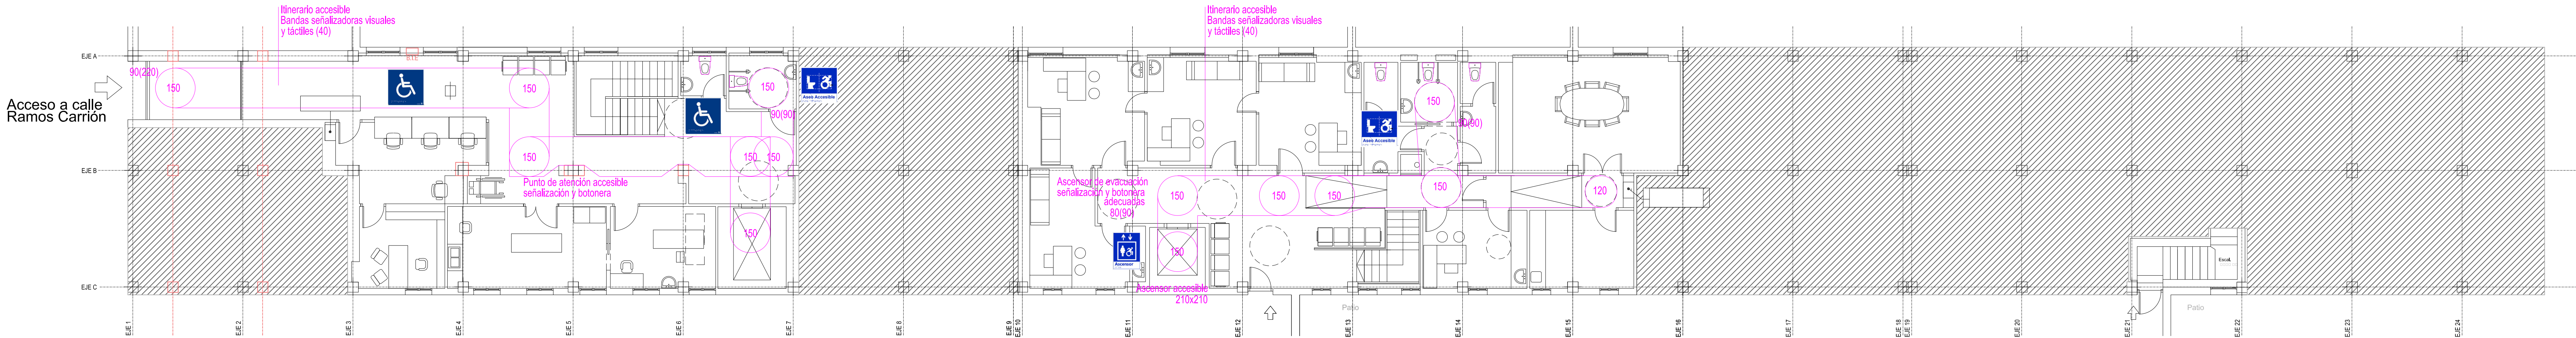 Itinerario accesible
Bandas señalizadoras visuales
y táctiles (40)
Itinerario accesible
Bandas señalizadoras visuales
y táctiles (40)
EJE A
B.I.E
90(220)
150
150
150
Aseo Accesible
Acceso a calle
Ramos Carrión
90(90)
150
Aseo Accesible
90(90)
150
150
150
EJE B
Punto de atención accesible
señalización y botonera
Ascensor de evacuación
señalización y botonera
adecuadas
80(90)
150
150
150
150
120
150
150
Ascensor
Escal.
EJE C
Ascensor accesible
210x210
Patio
Patio
EJE 1
EJE 2
EJE 3
EJE 4
EJE 5
EJE 6
EJE 7
EJE 8
EJE 9
EJE 10
EJE 11
EJE 12
EJE 13
EJE 14
EJE 15
EJE 16
EJE 17
EJE 18
EJE 19
EJE 20
EJE 21
EJE 22
EJE 23
EJE 24